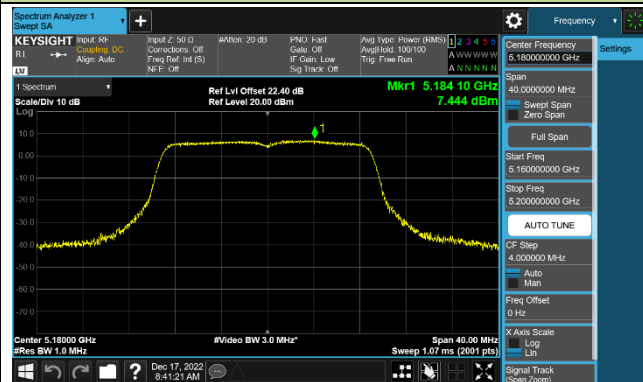 Spectrum Analyzer 1
Swept SA
+
Frequency
KEYSIGHT
Input: RF
Input Z: 50 Ω
#Atten: 20 dB
PNO: Fast
Avg Type: Power (RMS)
1 2 3 4 5 6
RL
Coupling: DC
Corrections: Off
Gate: Off
Avg|Hold: 100/100
A W W W W W
Align: Auto
Freq Ref: Int (S)
IF Gain: Low
Trig: Free Run
NFE: Off
Sig Track: Off
A N N N N N
LXI
1 Spectrum
Ref Lvl Offset 22.40 dB
Mkr1 5.184 10 GHz
Scale/Div 10 dB
Ref Level 20.00 dBm
7.444 dBm
Log
1
10.0
0.00
-10.0
-20.0
-30.0
-40.0
-50.0
-60.0
-70.0
Center 5.18000 GHz
#Video BW 3.0 MHz*
Span 40.00 MHz
#Res BW 1.0 MHz
Sweep 1.07 ms (2001 pts)
?
Dec 17, 2022
8:41:21 AM
Center Frequency
5.180000000 GHz
Settings
Span
40.0000000 MHz
Swept Span
Zero Span
Full Span
Start Freq
5.160000000 GHz
Stop Freq
5.200000000 GHz
AUTO TUNE
CF Step
4.000000 MHz
Auto
Man
Freq Offset
0 Hz
X Axis Scale
Log
Lin
Signal Track
(Span Zoom)